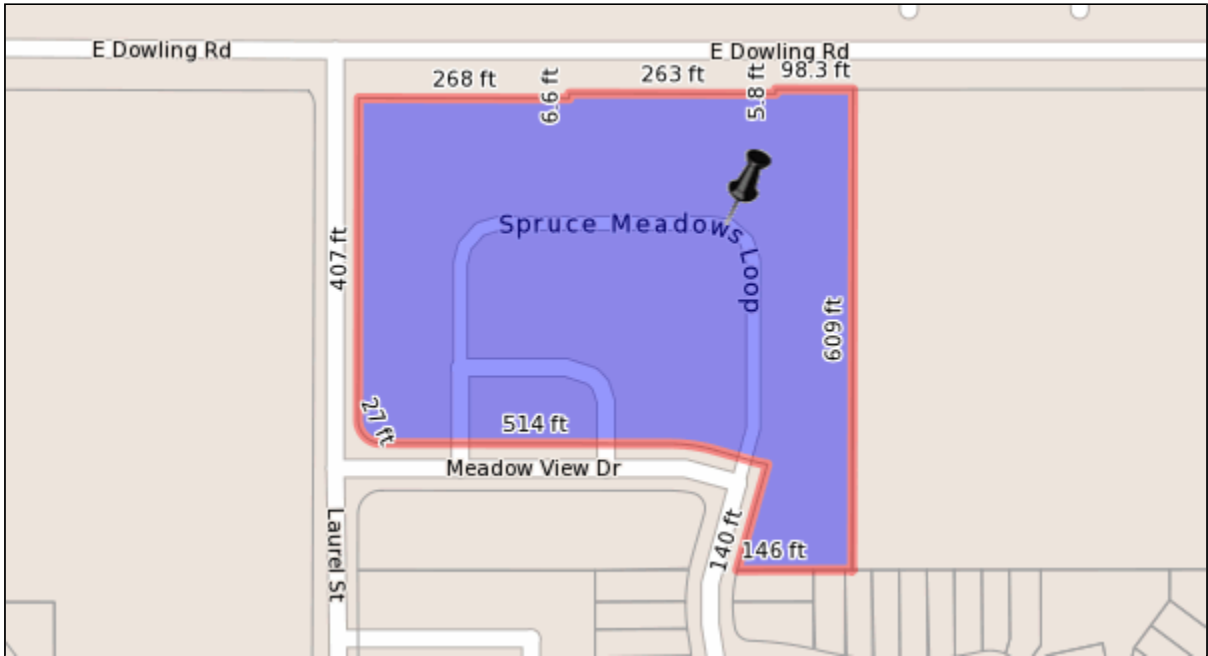 E Dowling Rd
E Dowling Rd
268 ft
6.6 ft
263 ft
5.8 ft
98.3 ft
Spruce Meadows Loop
407 ft
609 ft
27 ft
514 ft
Meadow View Dr
Laurel St
140 ft
146 ft